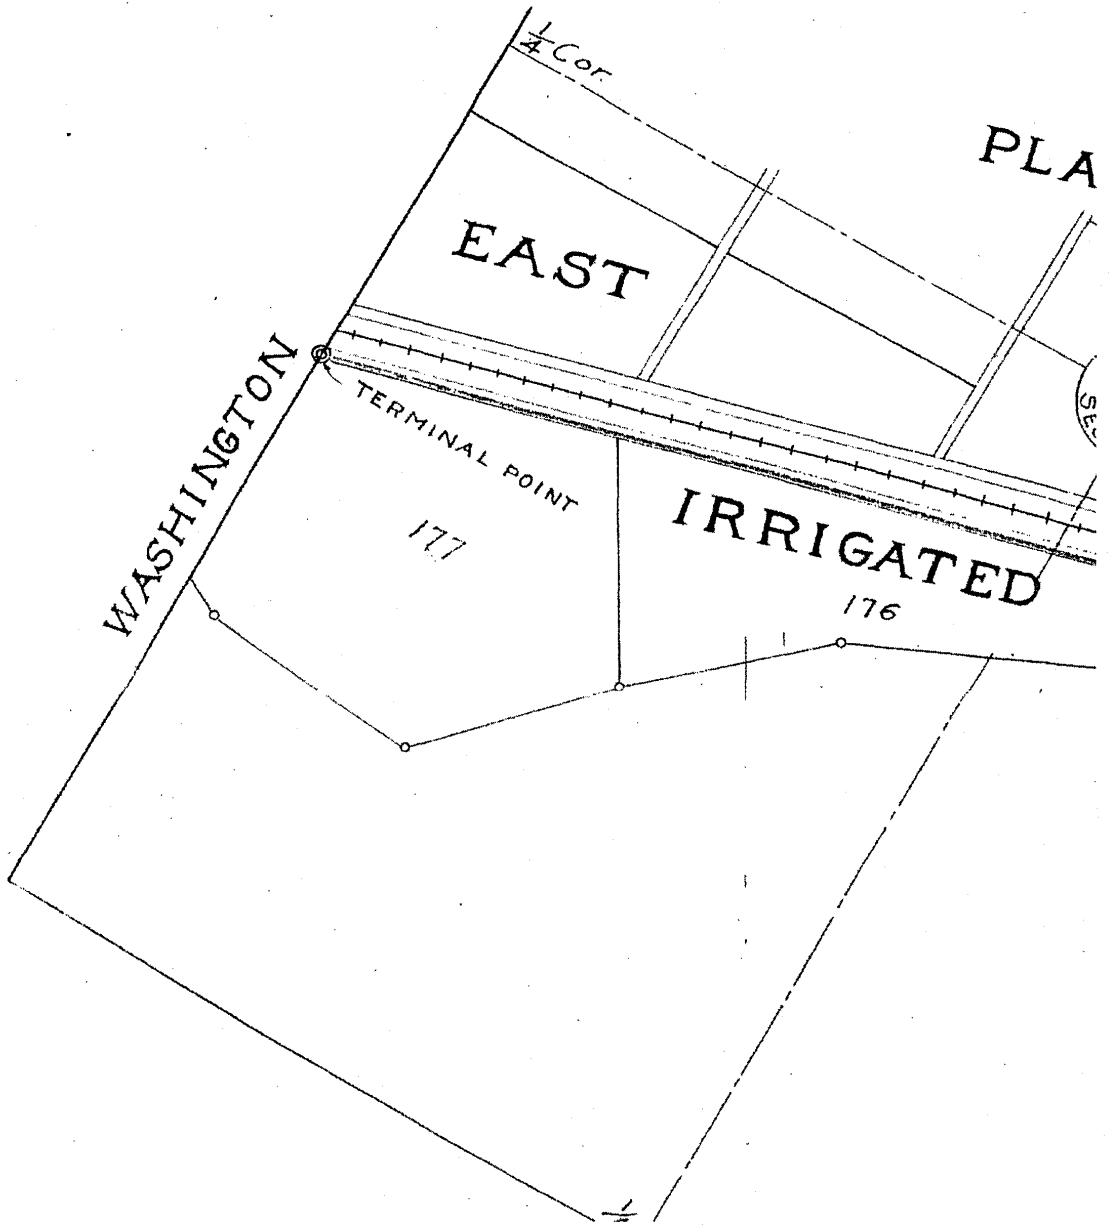 1/4 Cor.
PLA
EAST
WASHINGTON
TERMINAL POINT
IRRIGATED
177
176